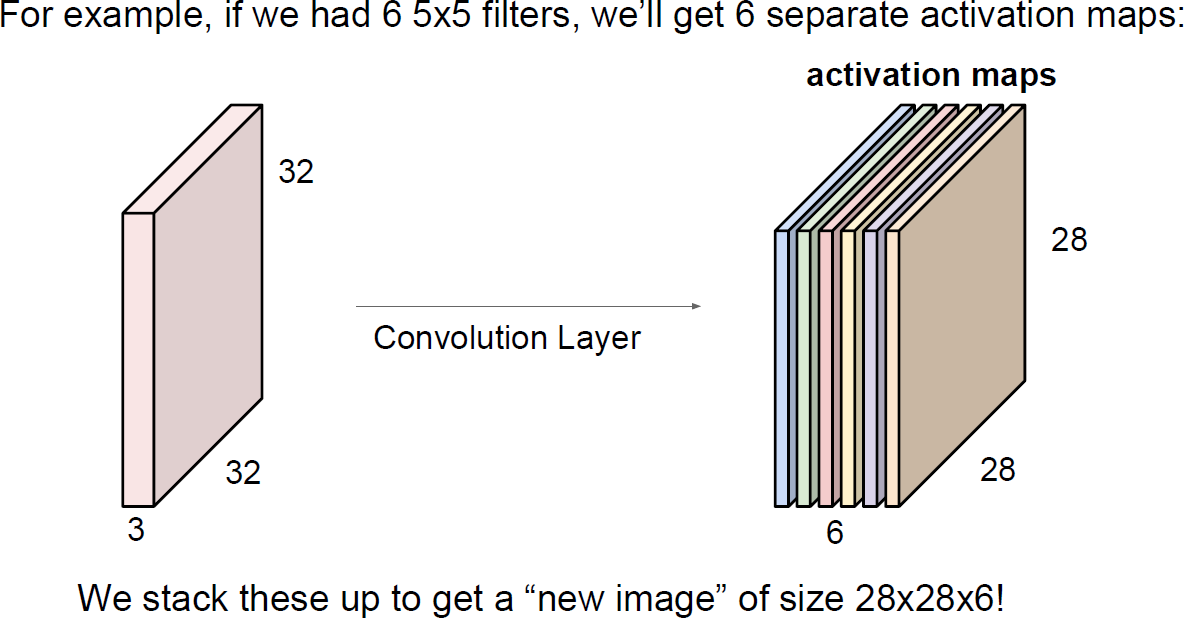 For example, if we had 6 5x5 filters, we’ll get 6 separate activation maps:
activation maps
32
28
Convolution Layer
32
28
3
6
We stack these up to get a “new image” of size 28x28x6!